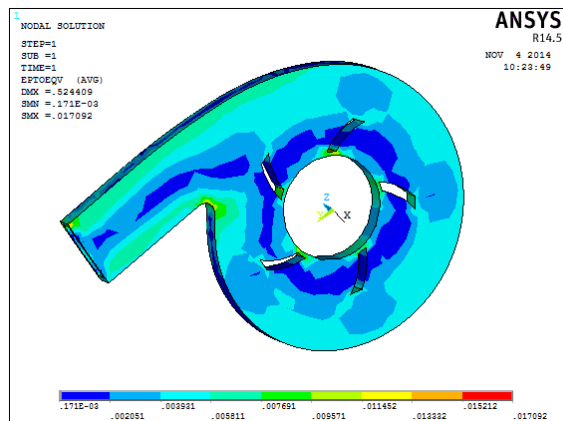 1
NODAL SOLUTION
STEP=1
SUB =1
TIME=1
EPTOEQV (AVG)
DMX =.524409
SMN =.171E-03
SMX =.017092
ANSYS
R14.5
NOV 4 2014
10:23:49
Z
Y X
.171E-03 .003931 .007691 .011452 .015212
.002051 .005811 .009571 .013332 .017092